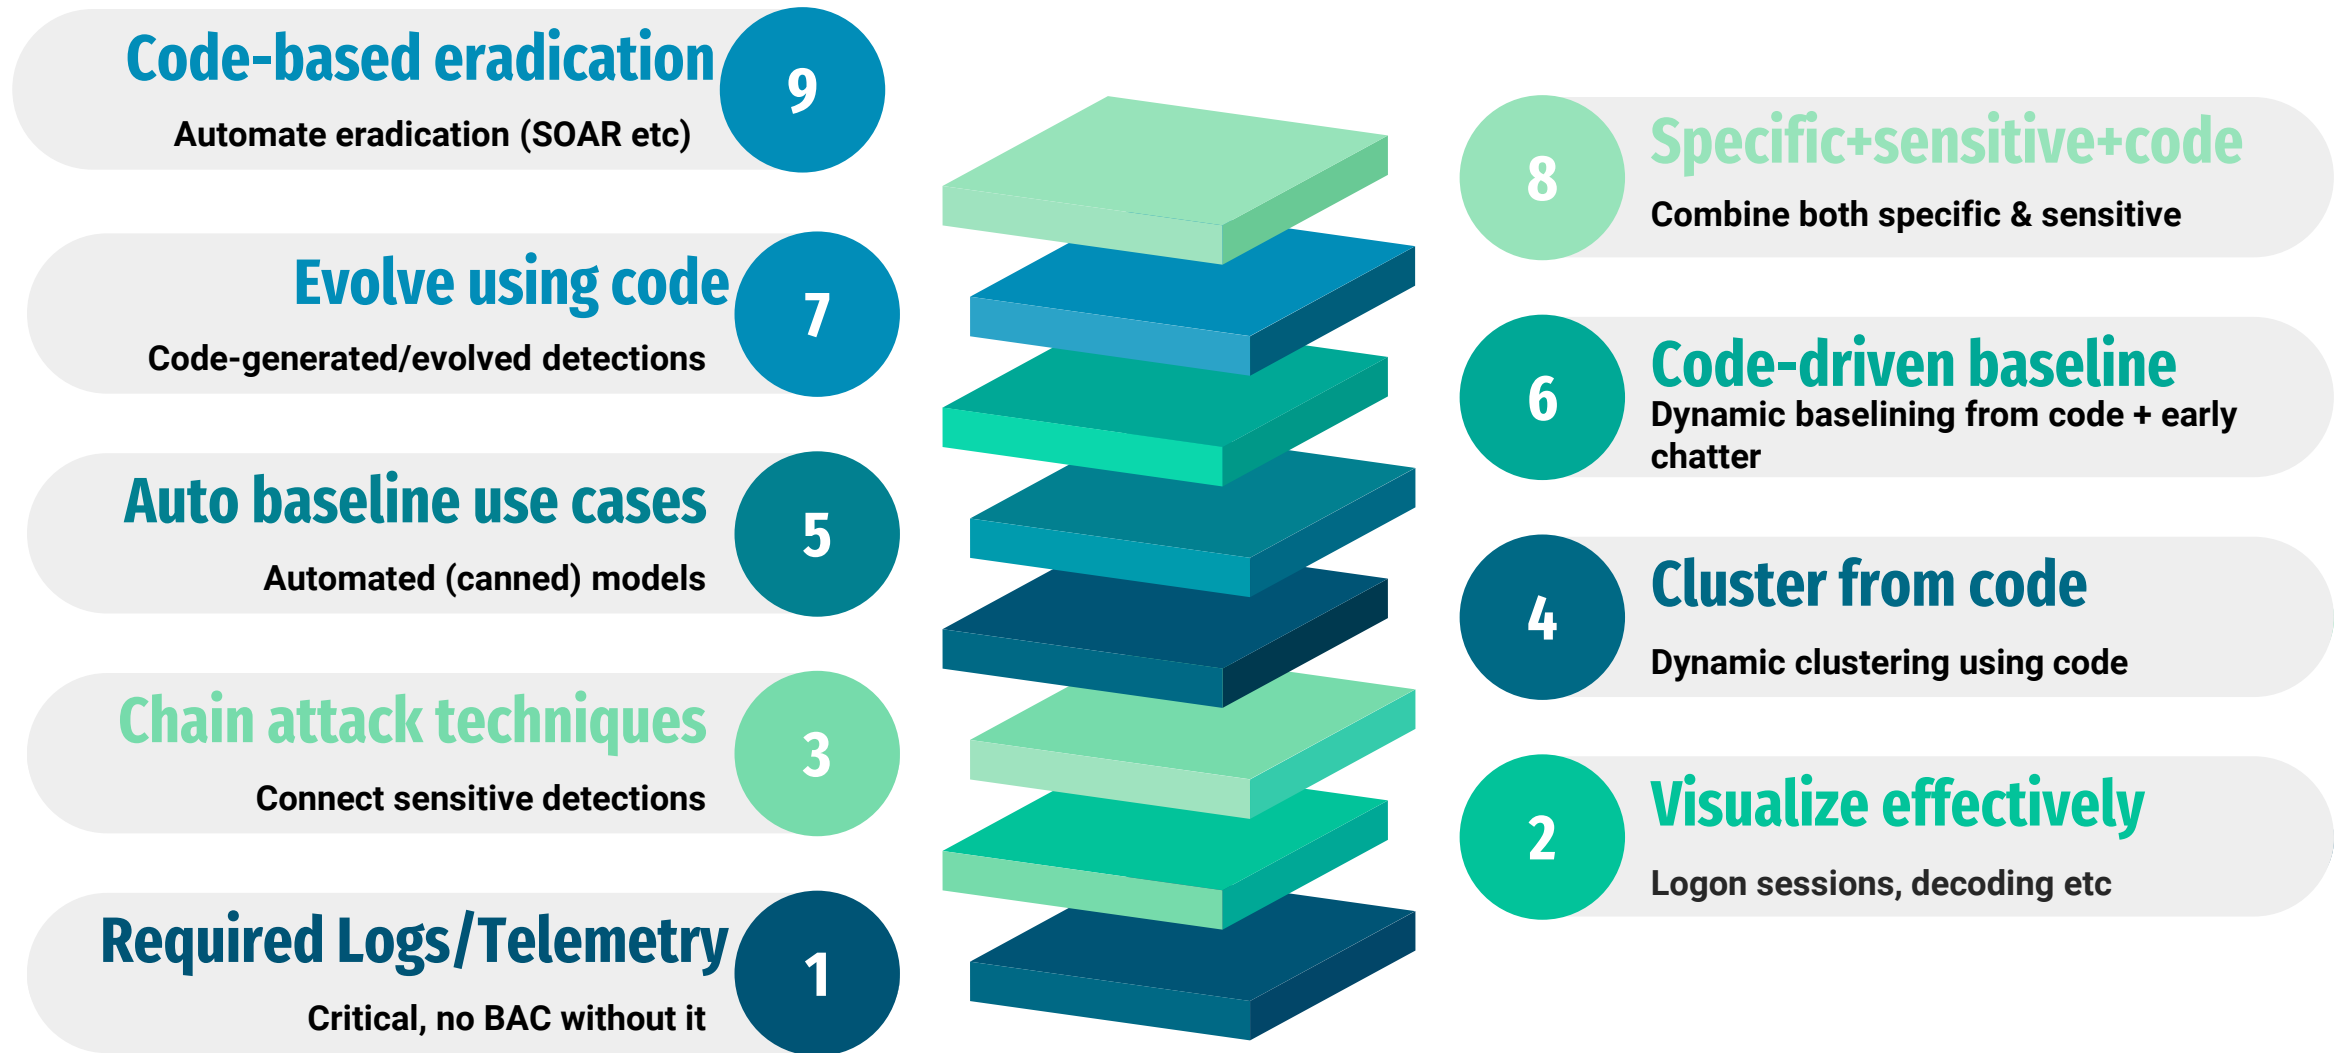 Code-based eradication
9
Automate eradication (SOAR etc)
8
Specific+sensitive+code
Combine both specific & sensitive
Evolve using code
7
Code-generated/evolved detections
6
Code-driven baseline
Dynamic baselining from code + early
chatter
Auto baseline use cases
5
Automated (canned) models
4
Cluster from code
Dynamic clustering using code
Chain attack techniques
3
Connect sensitive detections
2
Visualize effectively
Logon sessions, decoding etc
Required Logs/Telemetry
1
Critical, no BAC without it